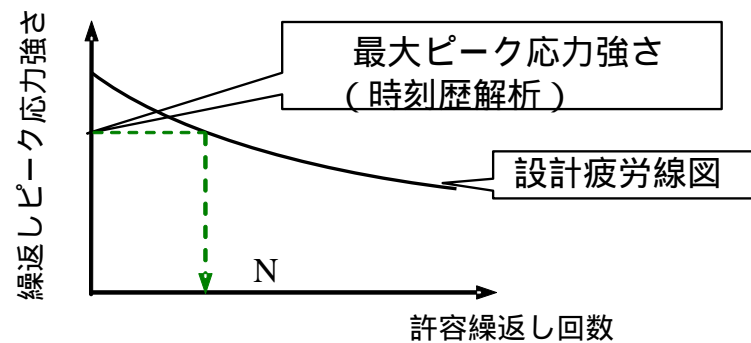 繰返しピーク応力強さ
最大ピーク応力強さ
(時刻歴解析)
設計疲労線図
N
許容繰返し回数